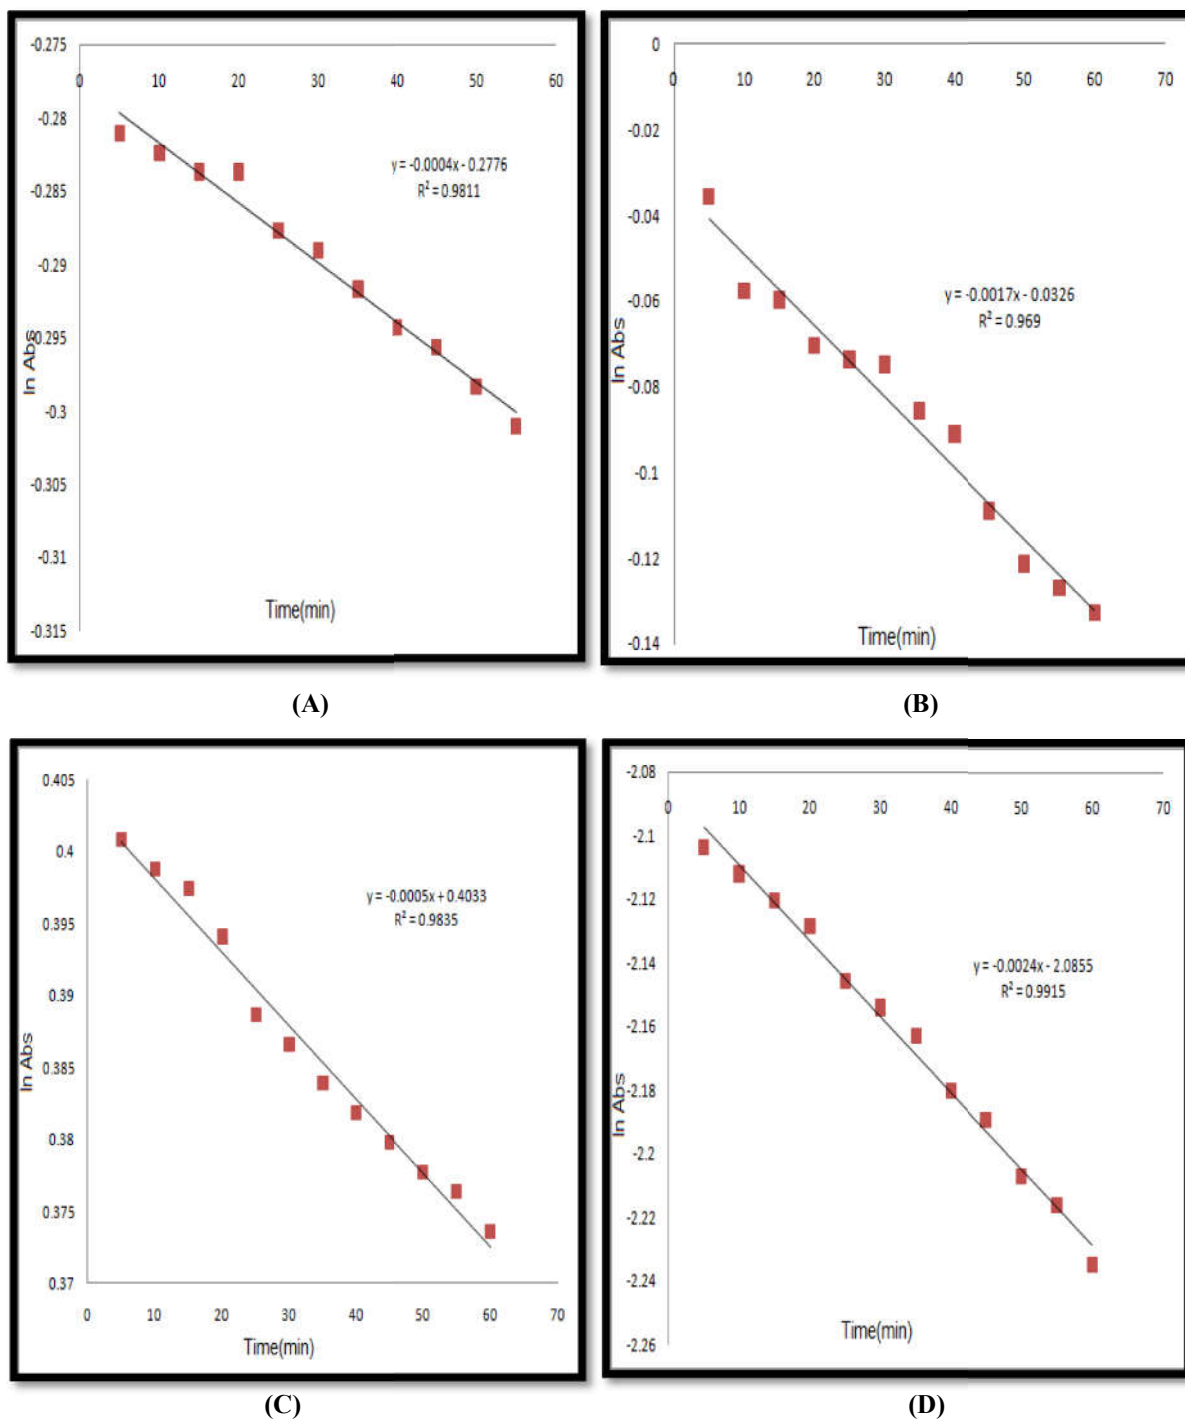 -0.275
0 10 20 30 40 50 60
-0.28
y = -0.0004x - 0.2776
R² = 0.9811
-0.285
-0.29
-0.295
ln Abs
-0.3
-0.305
-0.31
Time(min)
-0.315
(A)
0
0 10 20 30 40 50 60 70
-0.02
-0.04
y = -0.0017x - 0.0326
R² = 0.969
-0.06
ln Abs
-0.08
-0.1
-0.12
Time(min)
-0.14
(B)
0.405
0.4
y = -0.0005x + 0.4033
R² = 0.9835
0.395
0.39
ln Abs
0.385
0.38
0.375
0.37
0 10 20 30 40 50 60 70
Time(min)
(C)
-2.08
0 10 20 30 40 50 60 70
-2.1
-2.12
-2.14
y = -0.0024x - 2.0855
R² = 0.9915
-2.16
ln Abs
-2.18
-2.2
-2.22
-2.24
Time(min)
-2.26
(D)